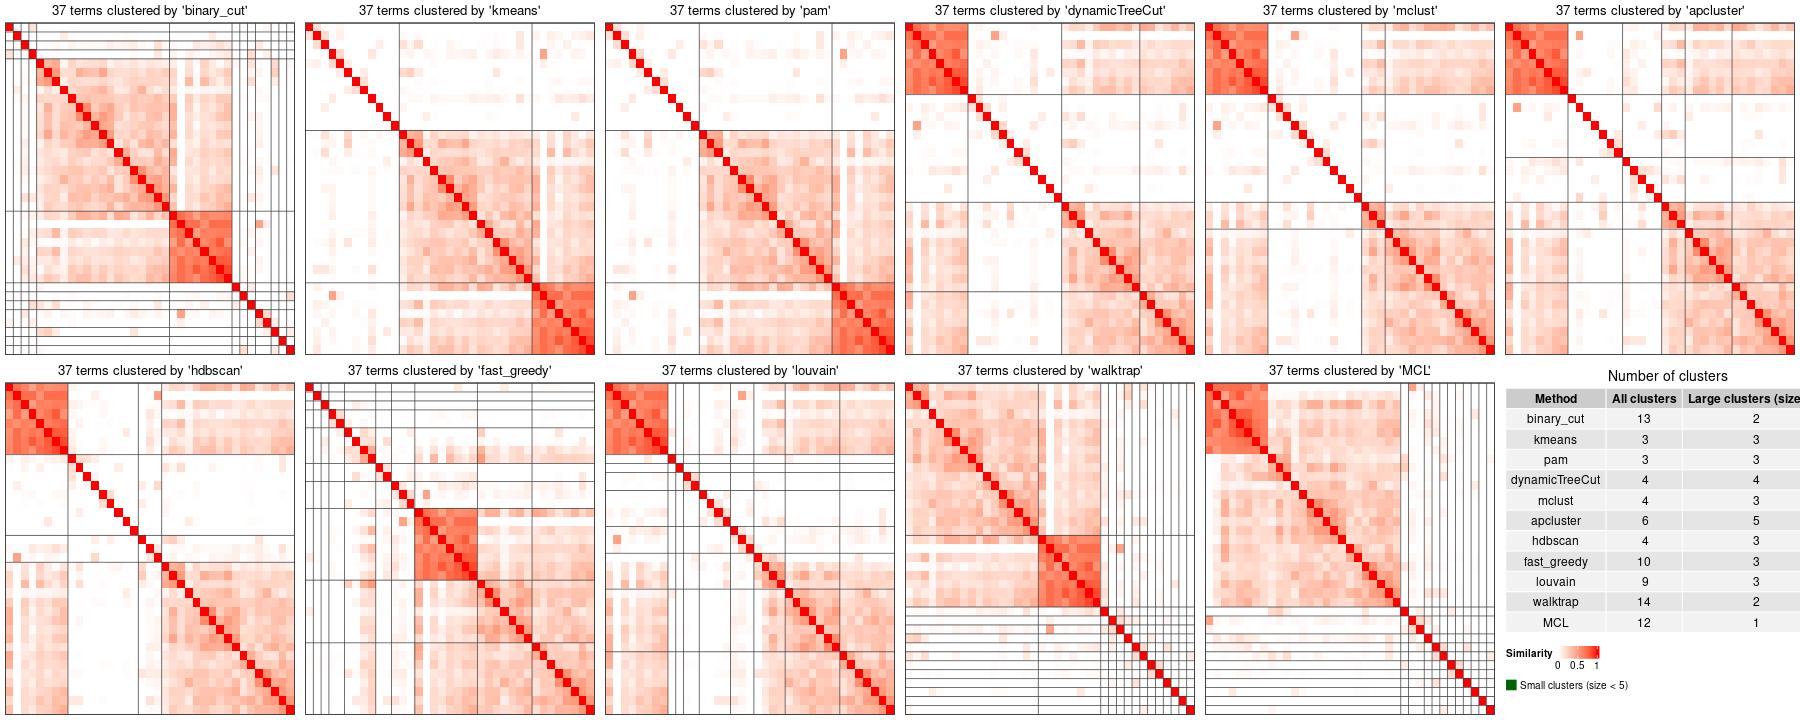 37 terms clustered by 'binary_cut'
37 terms clustered by 'kmeans'
37 terms clustered by 'pam'
37 terms clustered by 'dynamicTreeCut'
37 terms clustered by 'mclust'
37 terms clustered by 'apcluster'
37 terms clustered by 'hdbscan'
37 terms clustered by 'fast_greedy'
37 terms clustered by 'louvain'
37 terms clustered by 'walktrap'
37 terms clustered by 'MCL'
Number of clusters
Method All clusters Large clusters (size
binary_cut 13 2
kmeans 3 3
pam 3 3
dynamicTreeCut 4 4
mclust 4 3
apcluster 6 5
hdbscan 4 3
fast_greedy 10 3
louvain 9 3
walktrap 14 2
MCL 12 1
Similarity
0 0.5 1
Small clusters (size < 5)